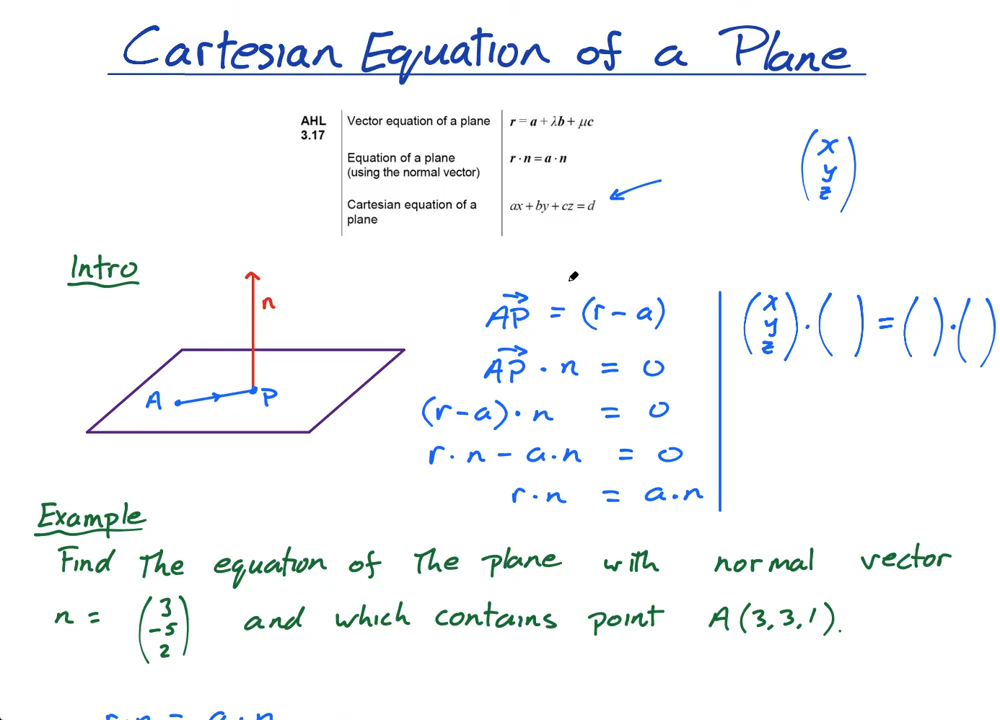 Cartesian Equation of a Plane
AHL 3.17
Vector equation of a plane r = a + λb + μc
Equation of a plane (using the normal vector) r · n = a · n
Cartesian equation of a plane ax + by + cz = d
(x y z)
Intro
n
A P
AP = (r - a)
AP · n = 0
(r - a) · n = 0
r · n - a · n = 0
r · n = a · n
(x y z) · ( ) = ( ) · ( )
Example
Find the equation of the plane with normal vector
n = (3 -5 2) and which contains point A(3, 3, 1).
r · n = a · n